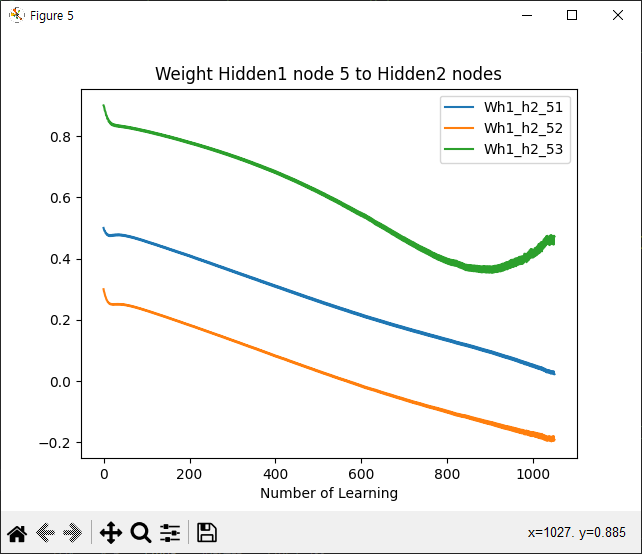 Figure 5
Weight Hidden1 node 5 to Hidden2 nodes
Wh1_h2_51
Wh1_h2_52
Wh1_h2_53
0.8
0.6
0.4
0.2
0.0
−0.2
0 200 400 600 800 1000
Number of Learning
x=1027. y=0.885